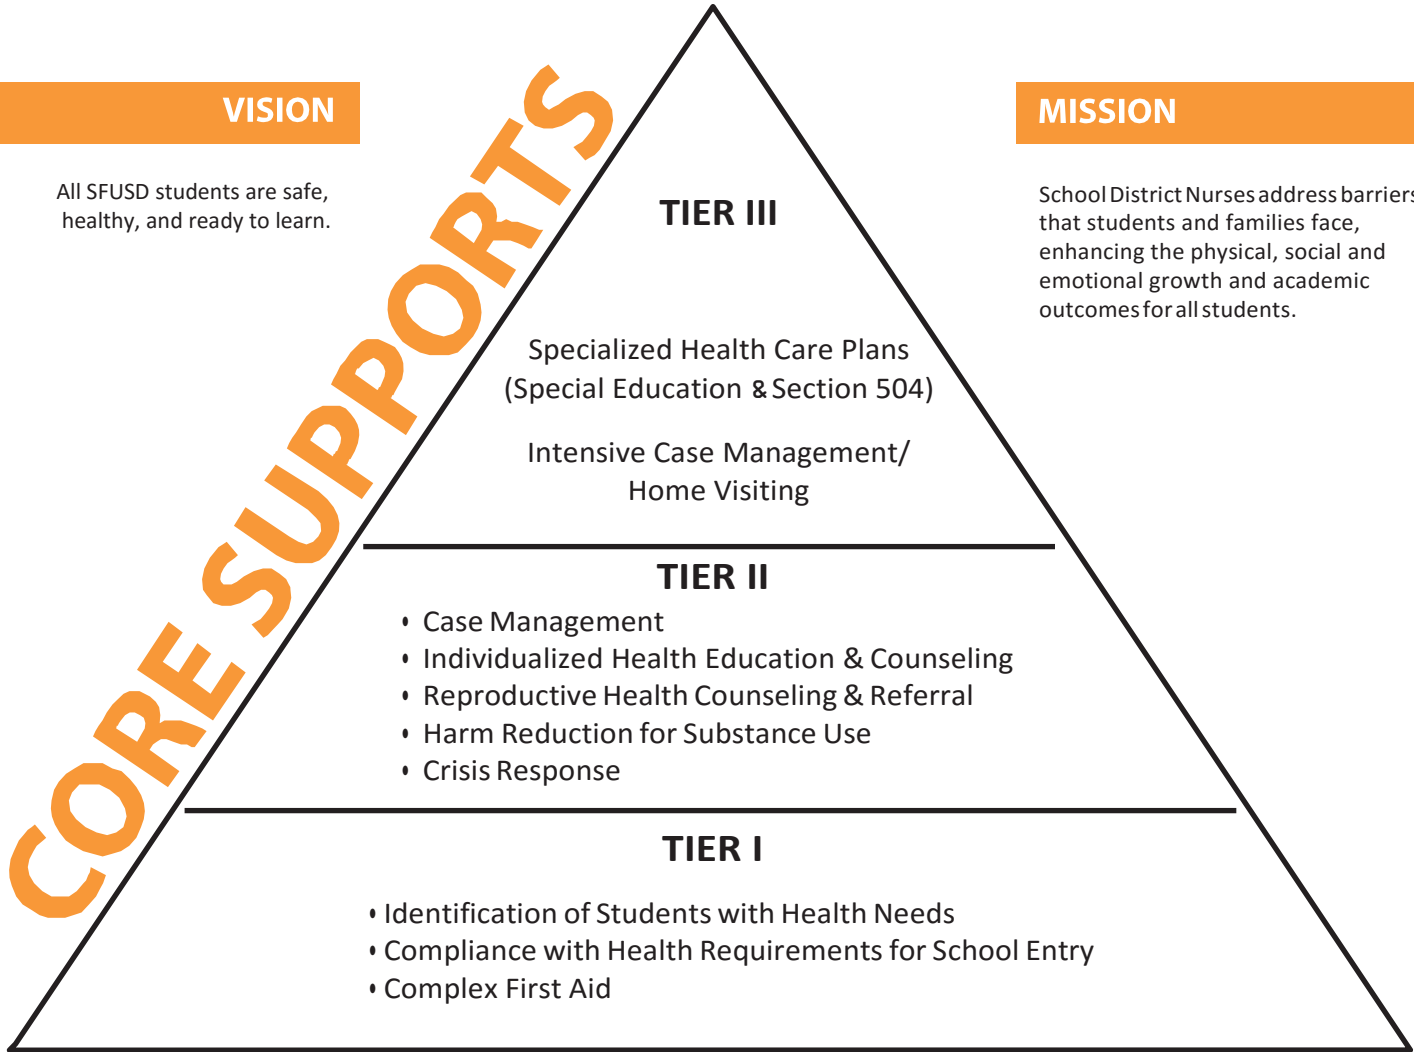 VISION
All SFUSD students are safe,
healthy, and ready to learn.
MISSION
School District Nurses address barriers
that students and families face,
enhancing the physical, social and
emotional growth and academic
outcomes for all students.
CORE SUPPORTS
TIER III
Specialized Health Care Plans
(Special Education & Section 504)
Intensive Case Management/
Home Visiting
TIER II
• Case Management
• Individualized Health Education & Counseling
• Reproductive Health Counseling & Referral
• Harm Reduction for Substance Use
• Crisis Response
TIER I
• Identification of Students with Health Needs
• Compliance with Health Requirements for School Entry
• Complex First Aid